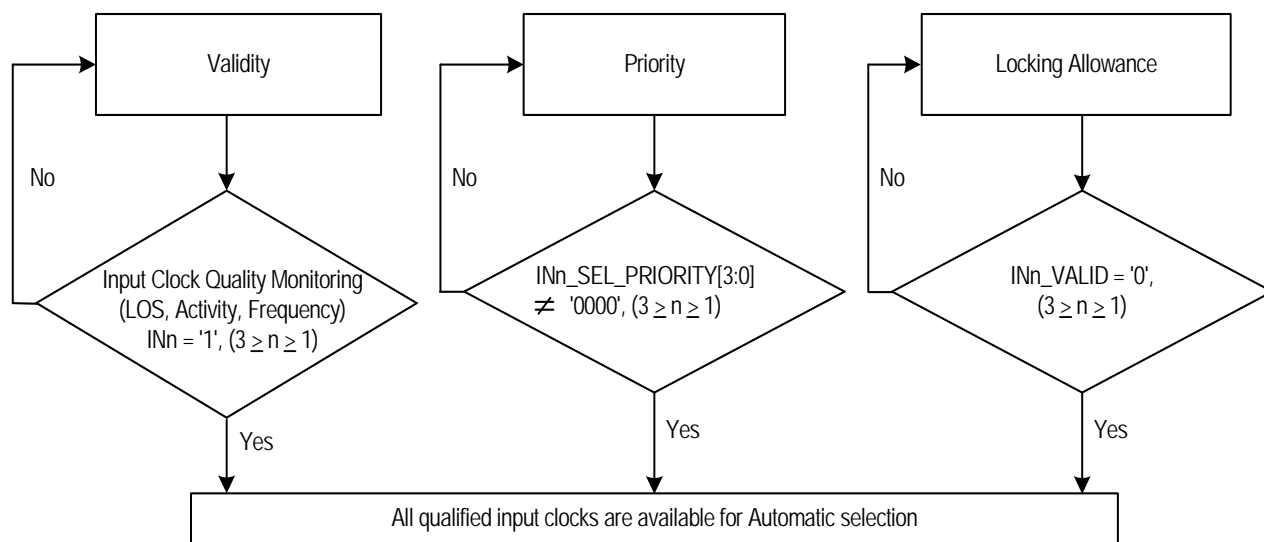 Validity
Priority
Locking Allowance
No
No
No
Input Clock Quality Monitoring
(LOS, Activity, Frequency)
INn = '1', (3 ≥ n ≥ 1)
INn_SEL_PRIORITY[3:0]
≠ '0000', (3 ≥ n ≥ 1)
INn_VALID = '0',
(3 ≥ n ≥ 1)
Yes
Yes
Yes
All qualified input clocks are available for Automatic selection